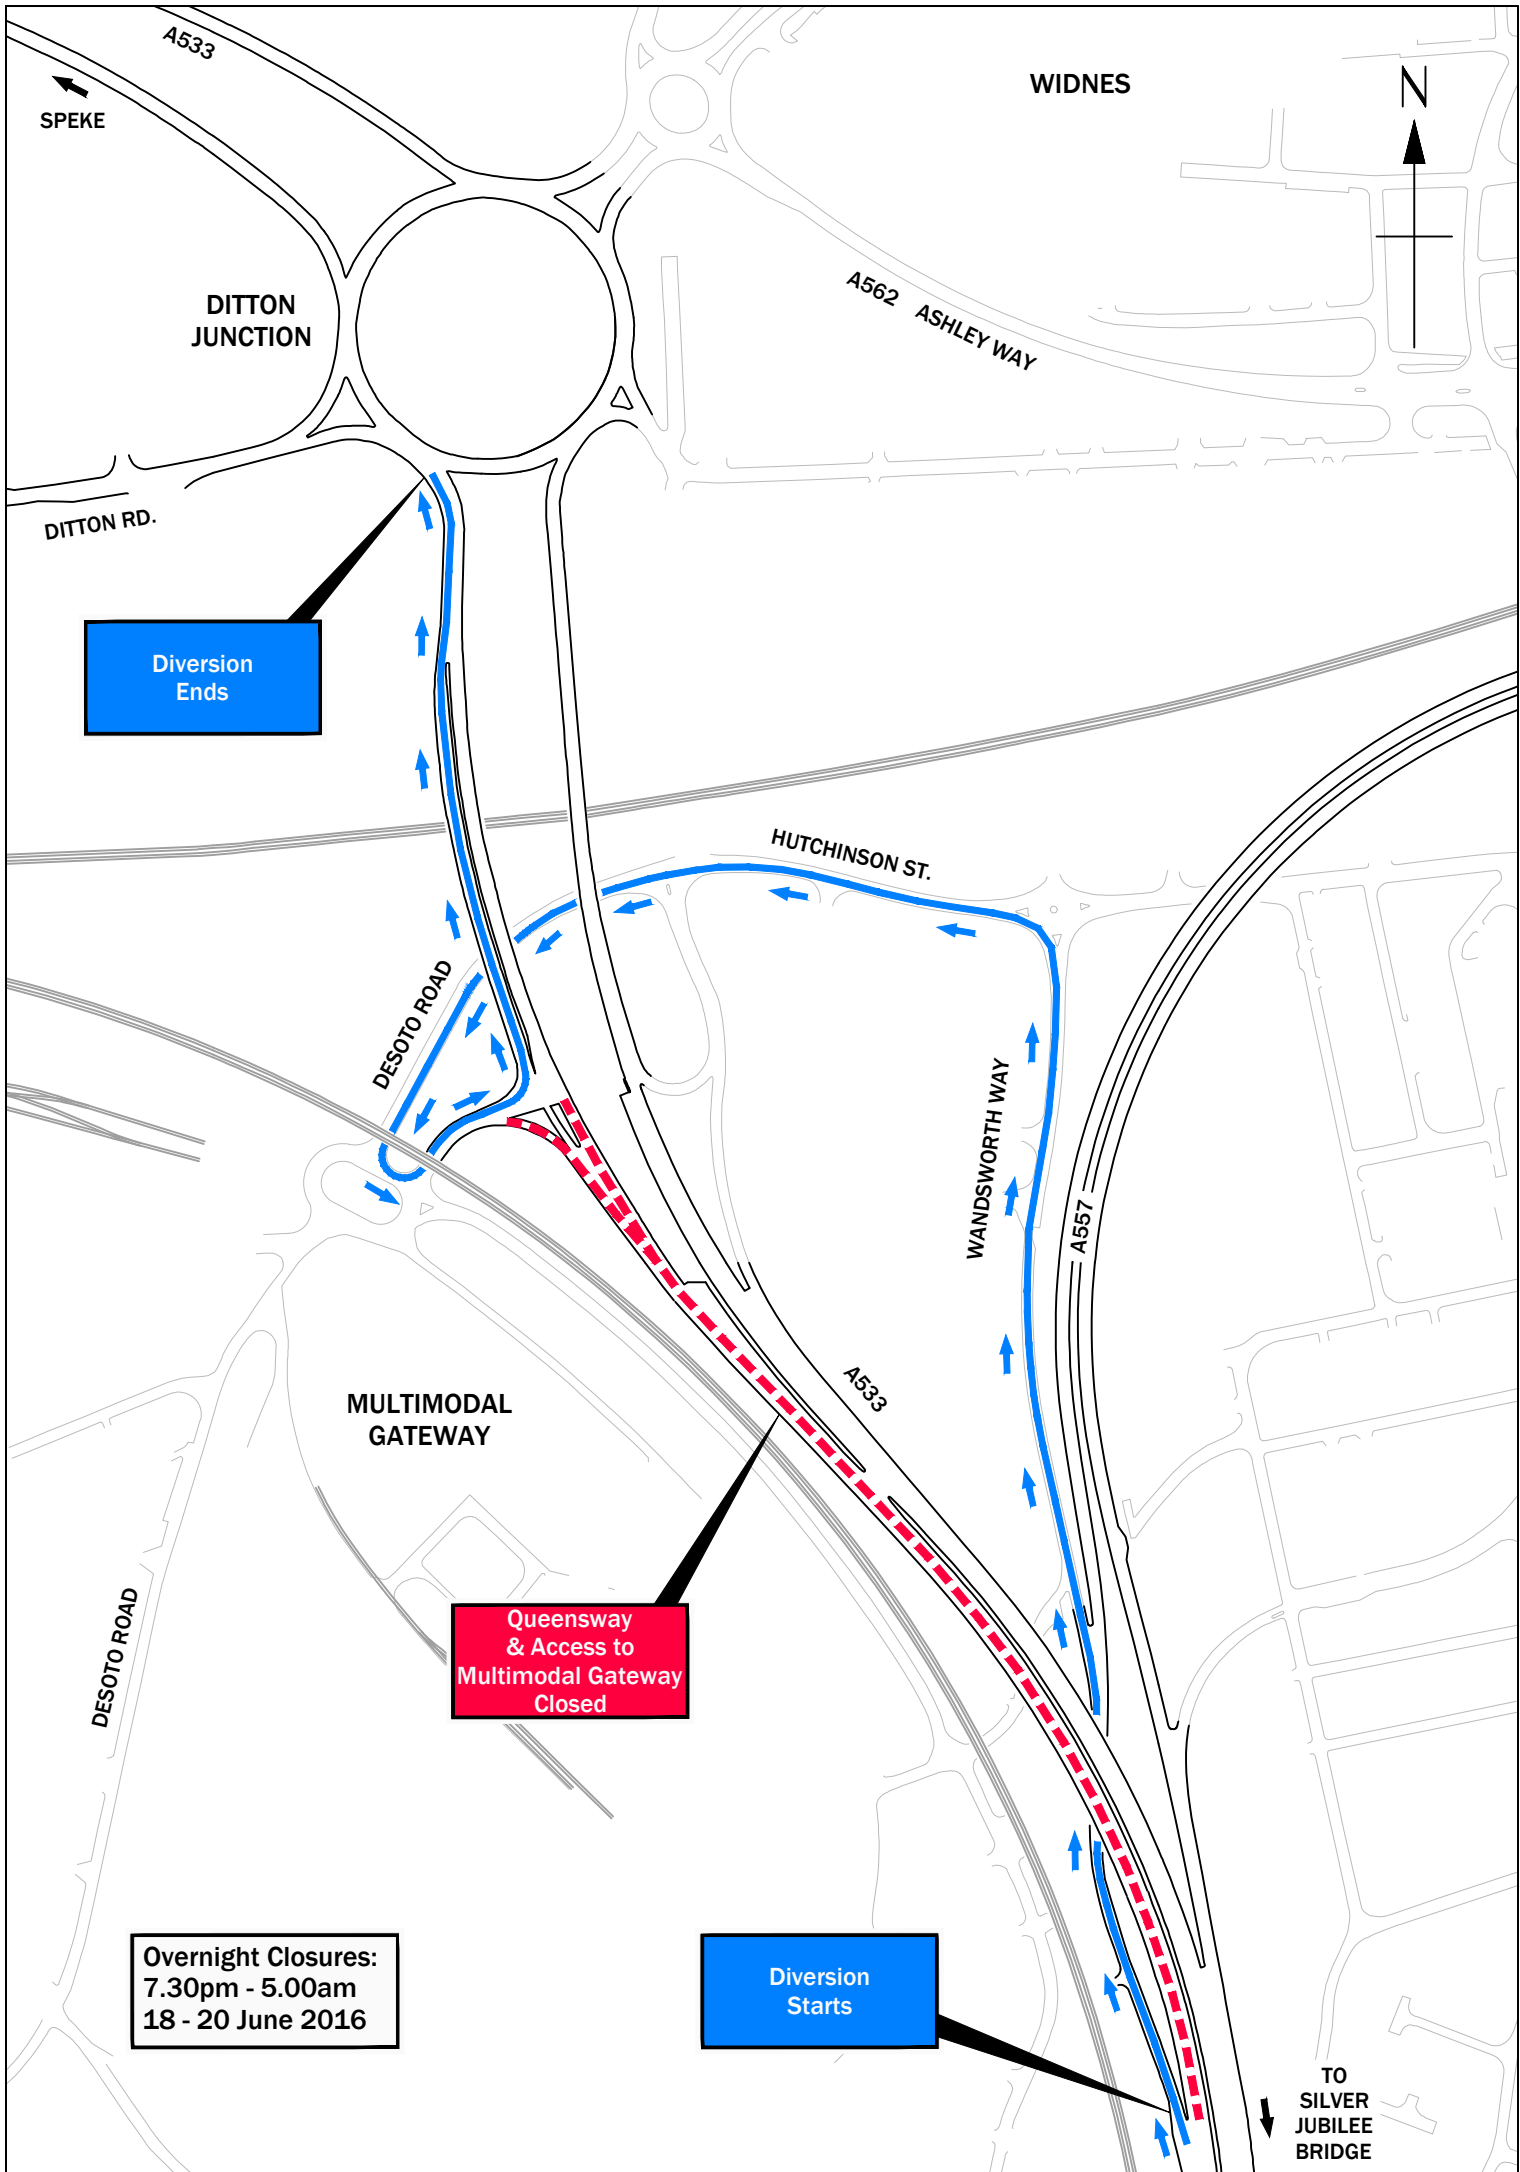 A533
SPEKE
WIDNES
N
DITTON
JUNCTION
A562 ASHLEY WAY
DITTON RD.
Diversion
Ends
HUTCHINSON ST.
DESOTO ROAD
WANDSWORTH WAY
A557
A533
MULTIMODAL
GATEWAY
DESOTO ROAD
Queensway
& Access to
Multimodal Gateway
Closed
Overnight Closures:
7.30pm - 5.00am
18 - 20 June 2016
Diversion
Starts
TO
SILVER
JUBILEE
BRIDGE